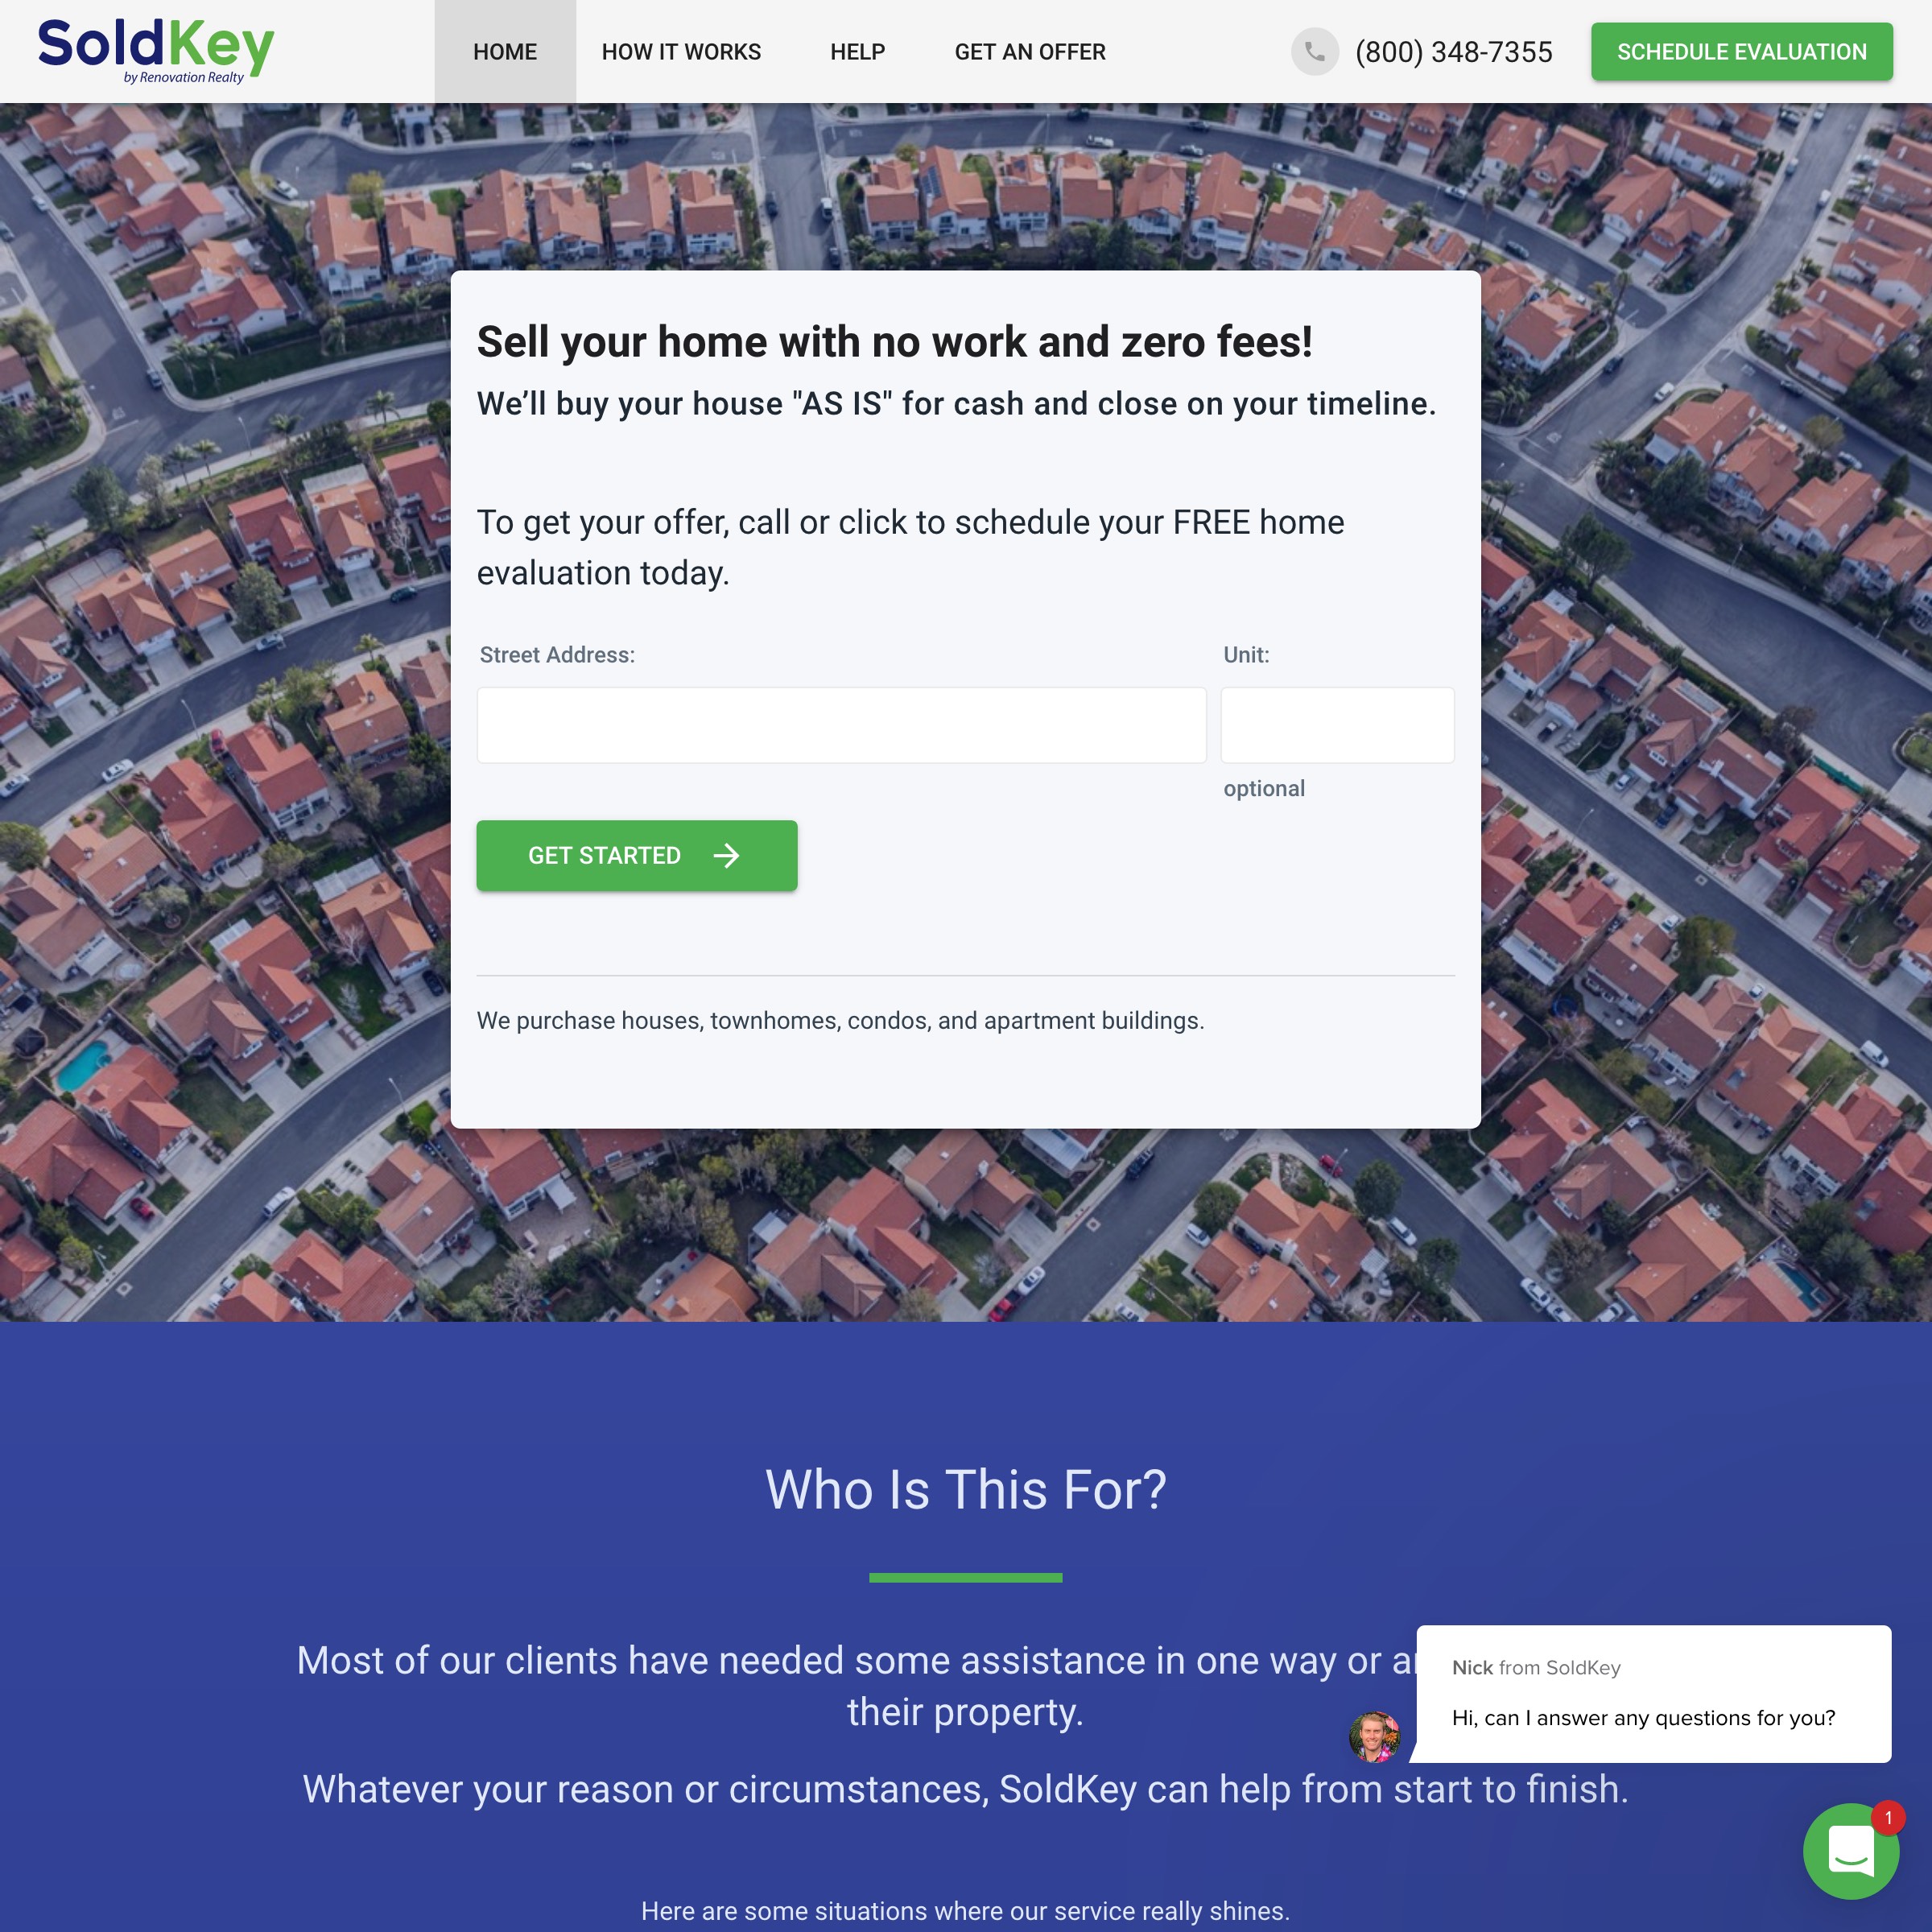 SoldKey
by Renovation Realty
HOME
HOW IT WORKS
HELP
GET AN OFFER
(800) 348-7355
SCHEDULE EVALUATION
Sell your home with no work and zero fees!
We’ll buy your house "AS IS" for cash and close on your timeline.
To get your offer, call or click to schedule your FREE home
evaluation today.
Street Address:
Unit:
optional
GET STARTED
We purchase houses, townhomes, condos, and apartment buildings.
Who Is This For?
Most of our clients have needed some assistance in one way or
their property.
Nick from SoldKey
Hi, can I answer any questions for you?
Whatever your reason or circumstances, SoldKey can help from start to finish.
1
Here are some situations where our service really shines.